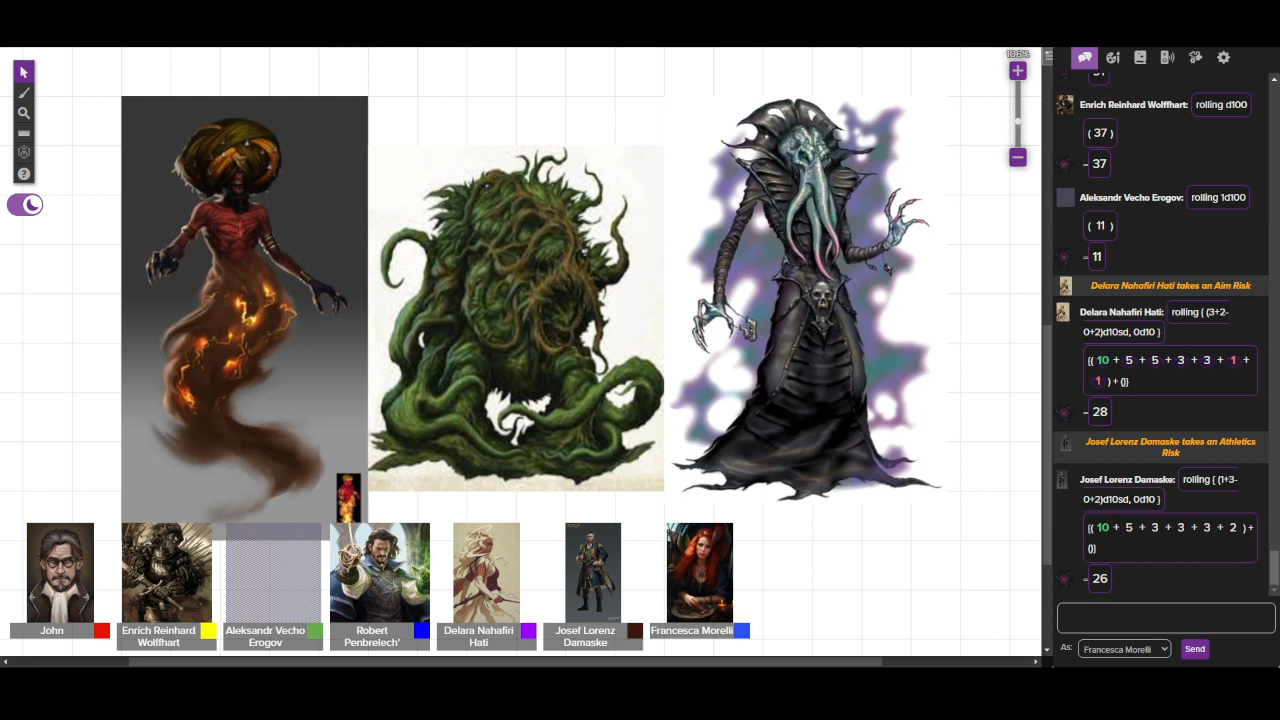 106%
Enrich Reinhard Wolffhart: rolling d100
( 37 )
= 37
Aleksandr Vecho Erogov: rolling 1d100
( 11 )
= 11
Delara Nahafiri Hati takes an Aim Risk
Delara Nahafiri Hati: rolling { (3+2-
0+2)d10sd, 0d10 }
{( 10 + 5 + 5 + 3 + 3 + 1 +
1 ) + ()}
= 28
Josef Lorenz Damaske takes an Athletics
Risk
Josef Lorenz Damaske: rolling { (1+3-
0+2)d10sd, 0d10 }
{( 10 + 5 + 3 + 3 + 3 + 2 ) +
()}
= 26
As: Francesca Morelli Send
John
Enrich Reinhard
Wolffhart
Aleksandr Vecho
Erogov
Robert
Penbrelech'
Delara Nahafiri
Hati
Josef Lorenz
Damaske
Francesca Morelli